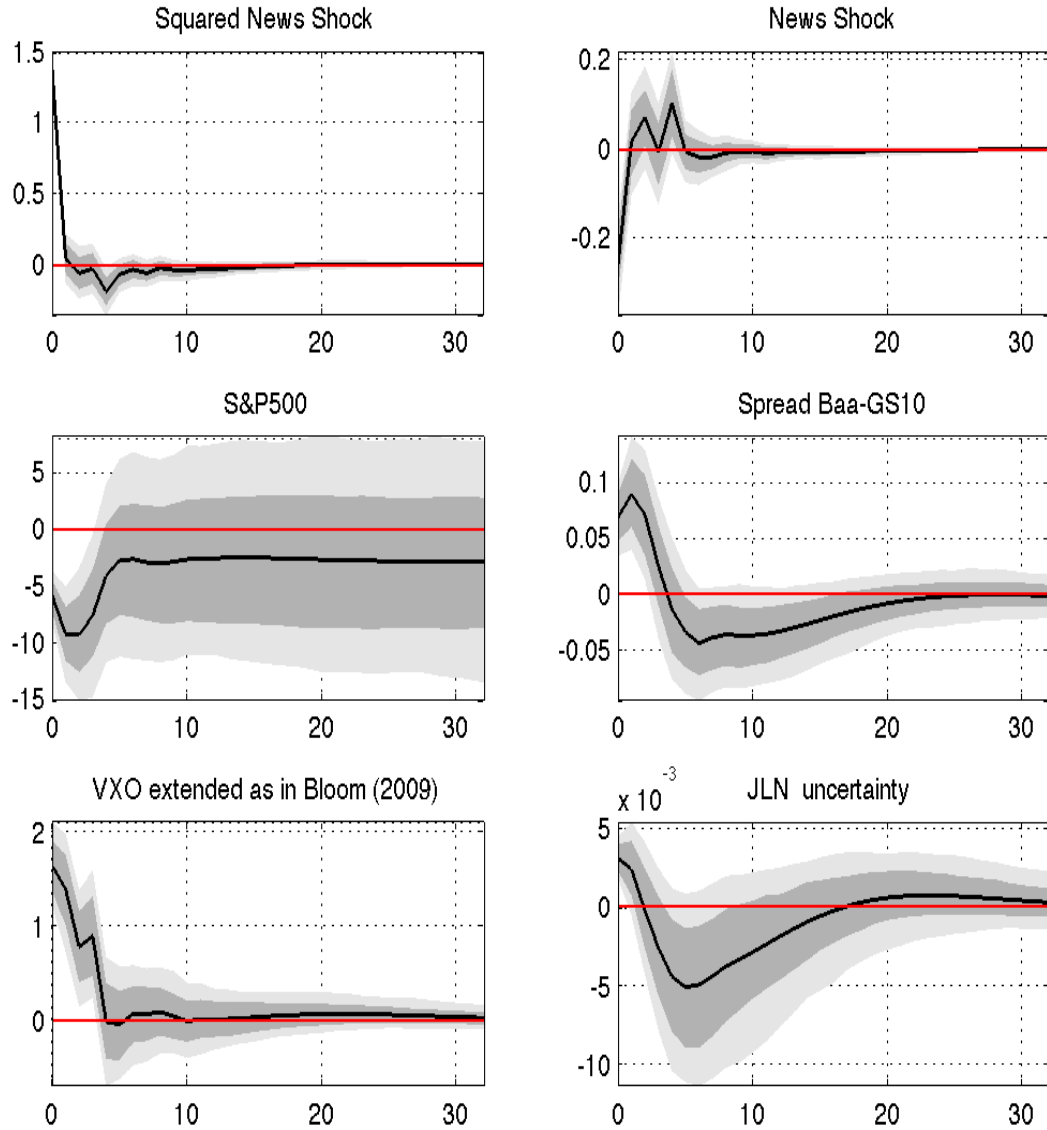 Squared News Shock
1.5
1
0.5
0
0 10 20 30
News Shock
0.2
0
-0.2
0 10 20 30
S&P500
5
0
-5
-10
-15
0 10 20 30
Spread Baa-GS10
0.1
0.05
0
-0.05
0 10 20 30
VXO extended as in Bloom (2009)
2
1
0
0 10 20 30
JLN uncertainty
x 10 -3
5
0
-5
-10
0 10 20 30